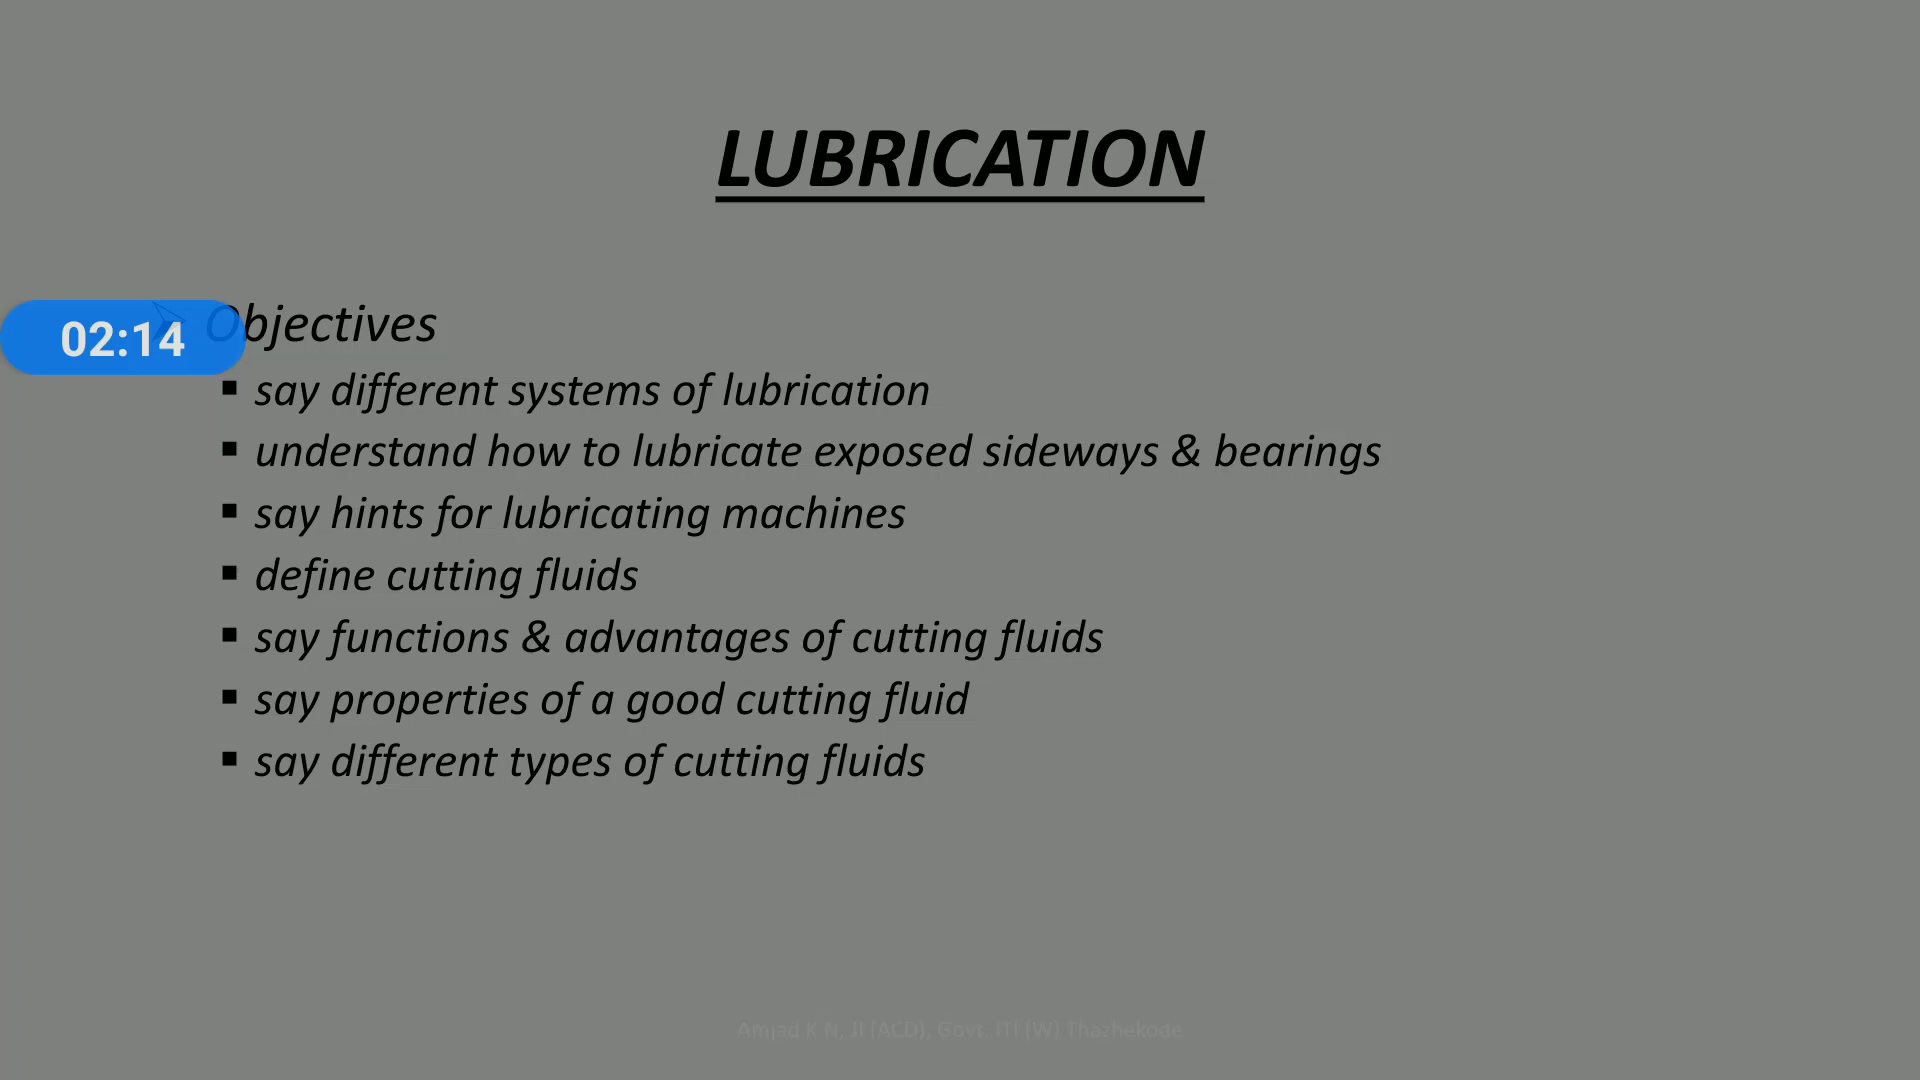 LUBRICATION
Objectives
02:14
▪ say different systems of lubrication
▪ understand how to lubricate exposed sideways & bearings
▪ say hints for lubricating machines
▪ define cutting fluids
▪ say functions & advantages of cutting fluids
▪ say properties of a good cutting fluid
▪ say different types of cutting fluids
Amjad K N, JI (ACD), Govt. ITI (W) Thazhekode